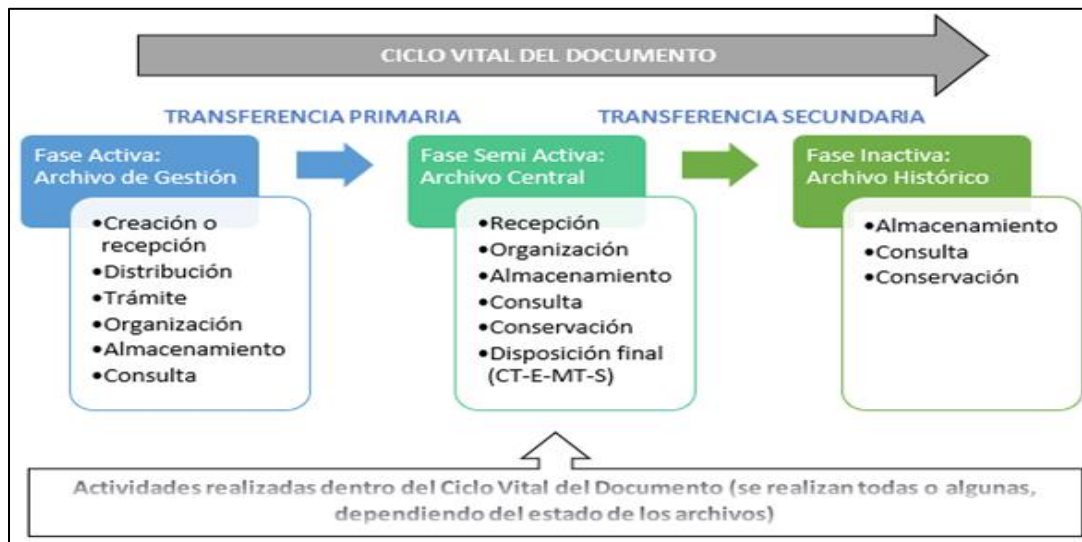 CICLO VITAL DEL DOCUMENTO
TRANSFERENCIA PRIMARIA
TRANSFERENCIA SECUNDARIA
Fase Activa:
Archivo de Gestión
•Creación o
recepción
•Distribución
•Trámite
•Organización
•Almacenamiento
•Consulta
Fase Semi Activa:
Archivo Central
•Recepción
•Organización
•Almacenamiento
•Consulta
•Conservación
•Disposición final
(CT-E-MT-S)
Fase Inactiva:
Archivo Histórico
•Almacenamiento
•Consulta
•Conservación
Actividades realizadas dentro del Ciclo Vital del Documento (se realizan todas o algunas,
dependiendo del estado de los archivos)